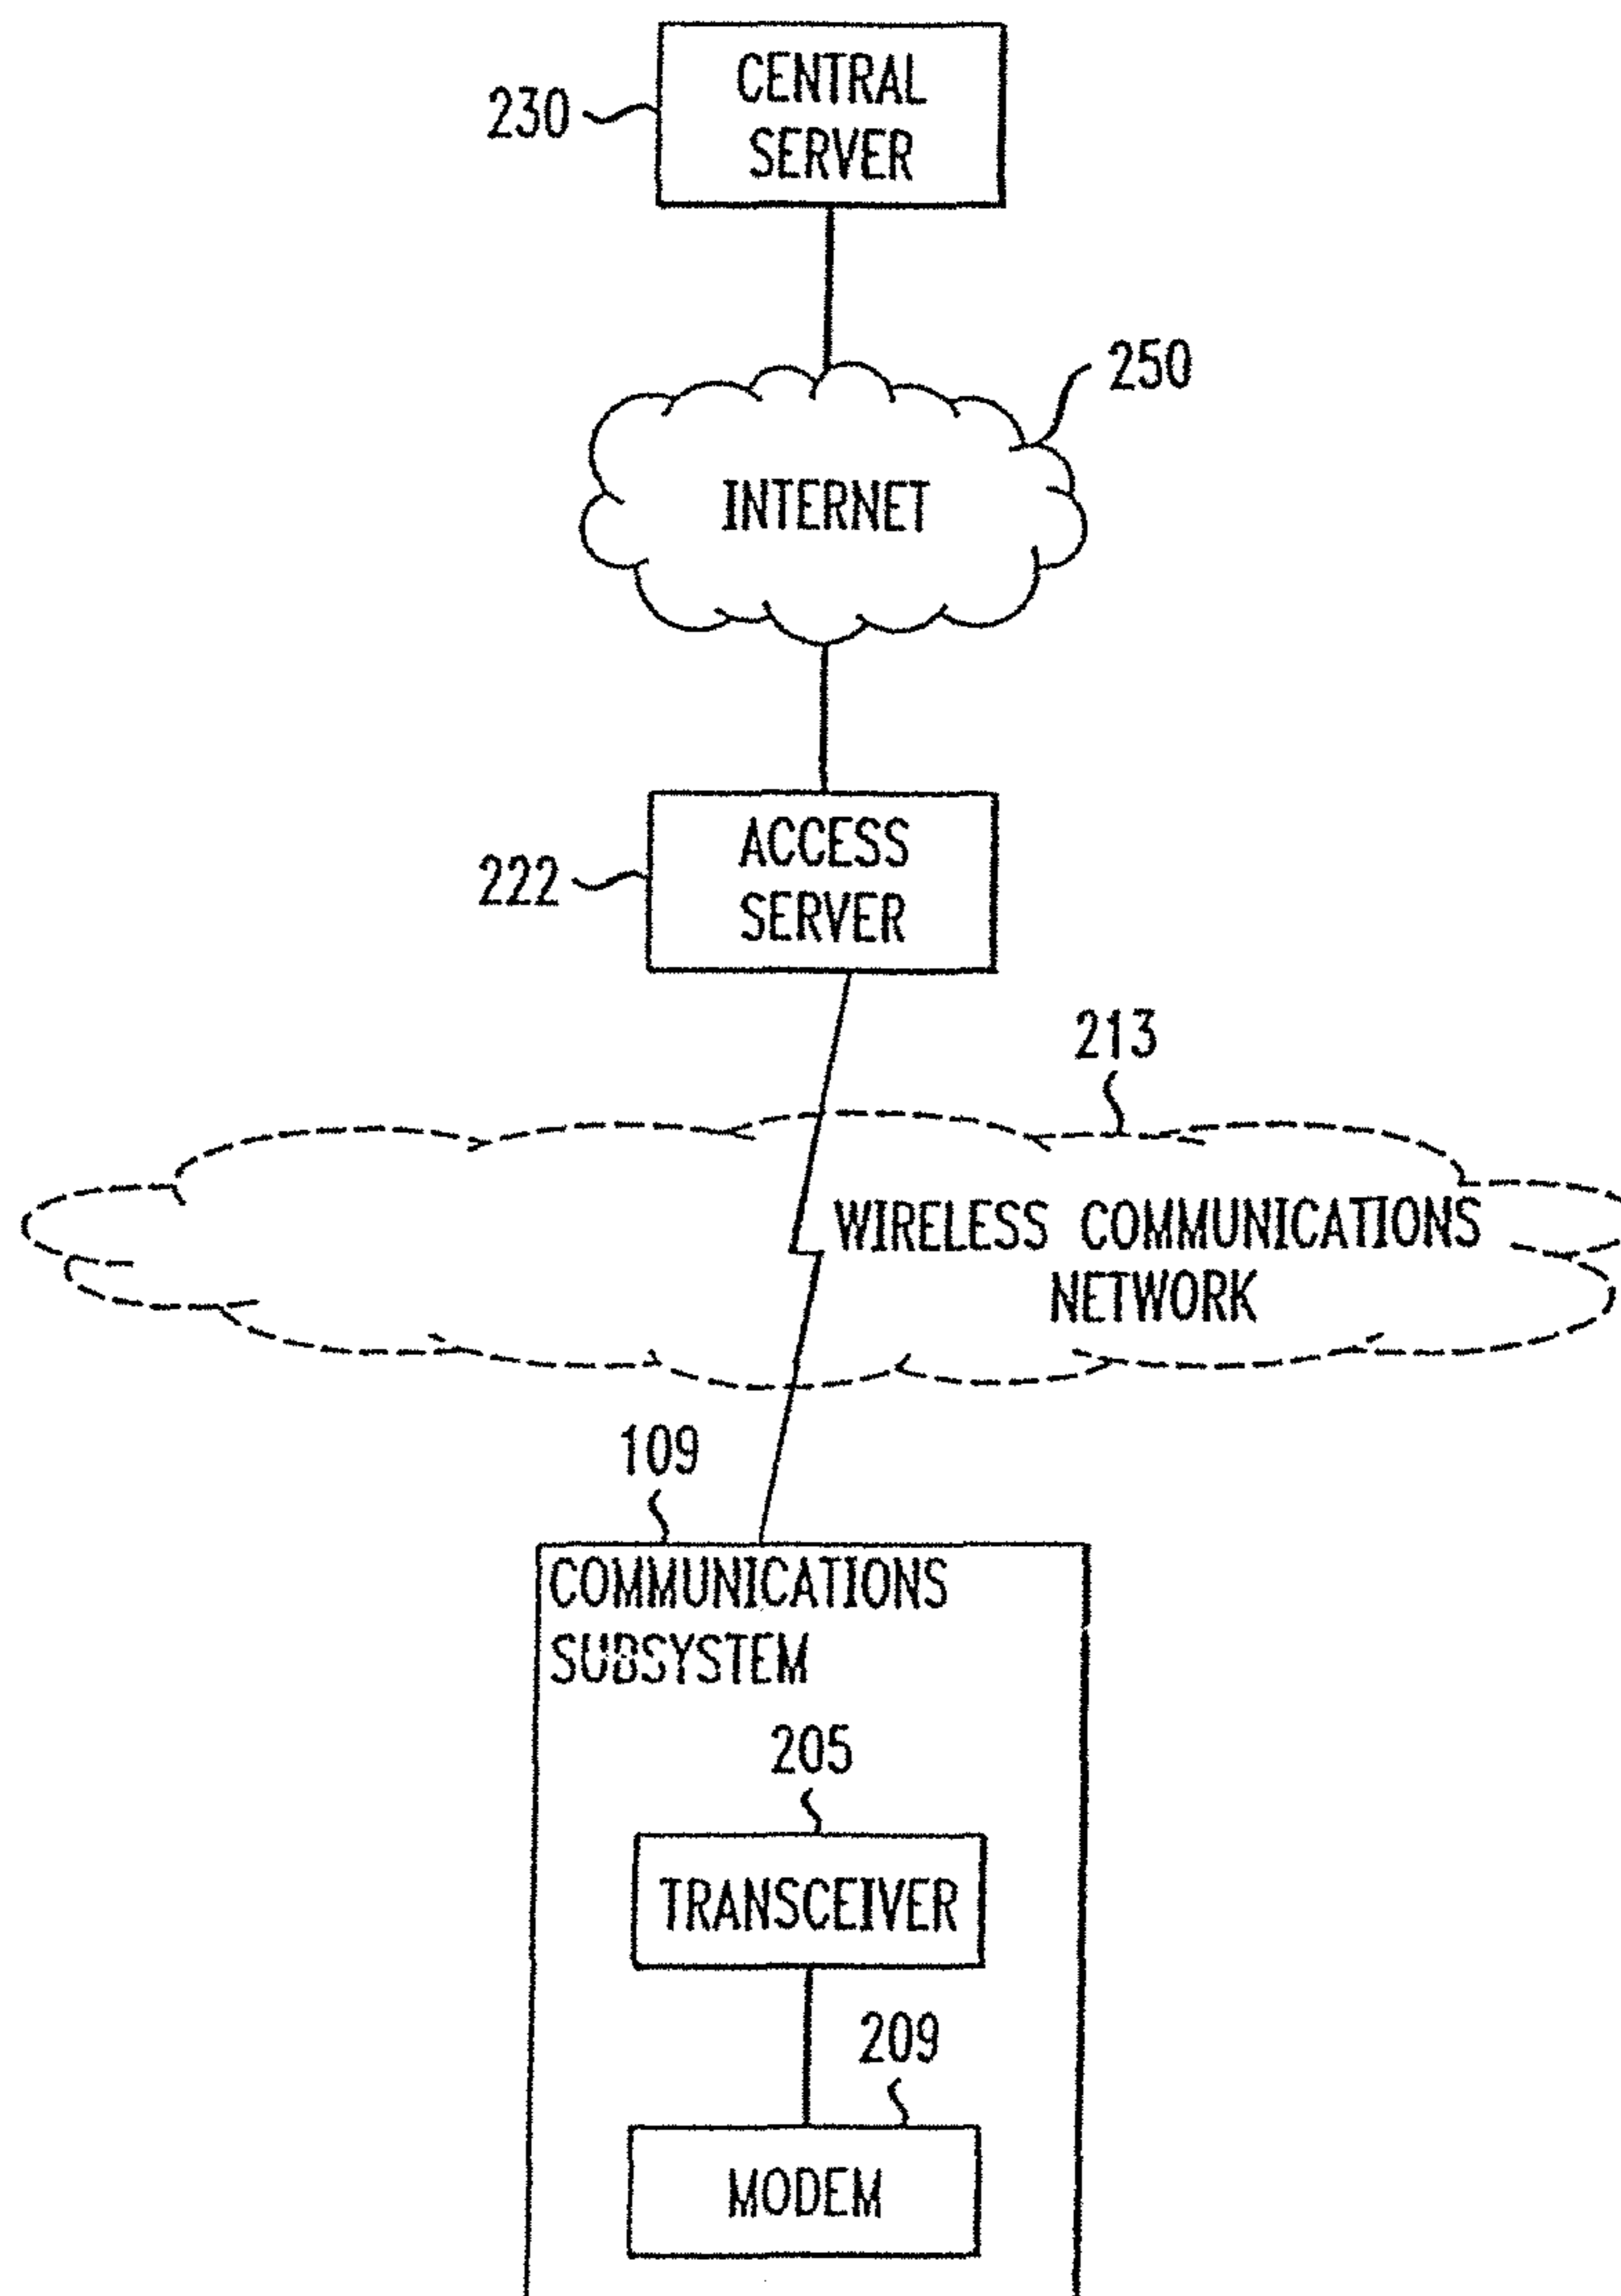 CENTRAL
SERVER
230
250
INTERNET
ACCESS
SERVER
222
213
WIRELESS COMMUNICATIONS
NETWORK
109
COMMUNICATIONS
SUBSYSTEM
205
TRANSCEIVER
209
MODEM